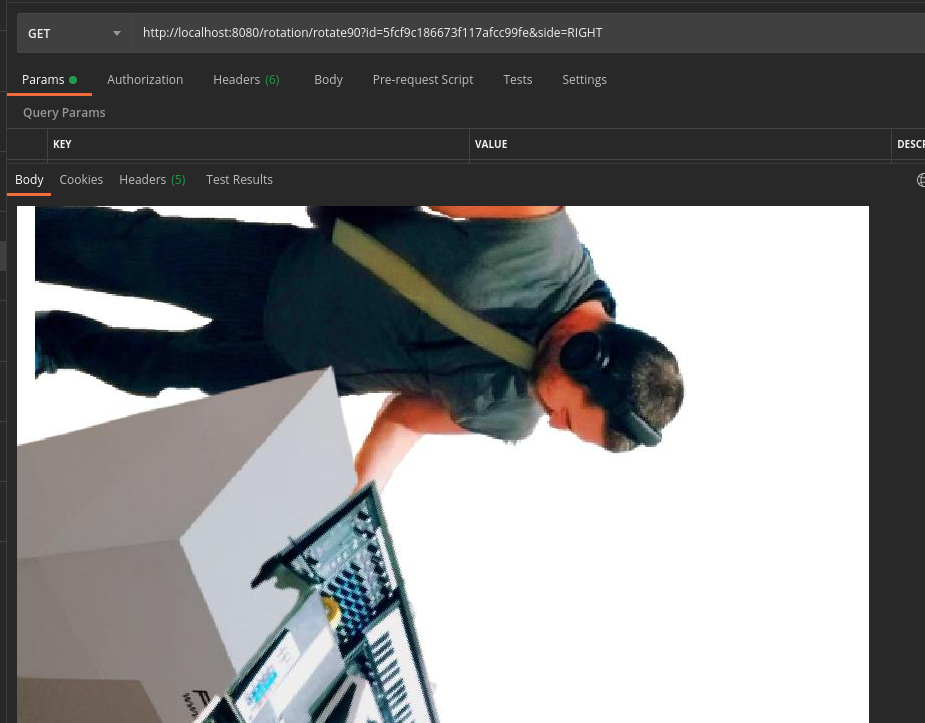 GET
http://localhost:8080/rotation/rotate90?id=5fcf9c186673f117afcc99fe&side=RIGHT
Params Authorization Headers (6) Body Pre-request Script Tests Settings
Query Params
KEY VALUE
Body Cookies Headers (5) Test Results